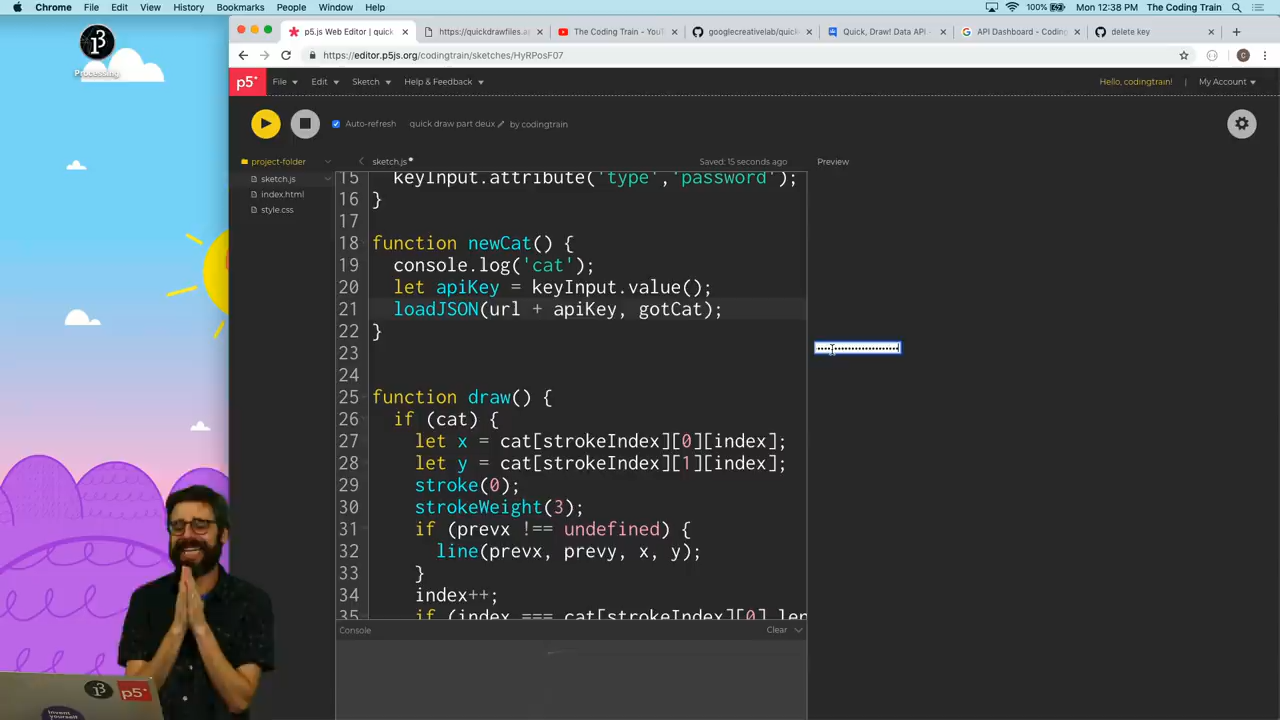 Chrome File Edit View History Bookmarks People Window Help 100% Mon 12:38 PM The Coding Train
p5.js Web Editor | quick × https://quickdrawfiles.ap × The Coding Train - YouT × googlecreativelab/quick- × Quick, Draw! Data API - × API Dashboard - Coding × delete key ×
https://editor.p5js.org/codingtrain/sketches/HyRPosF07
Processing
p5* File Edit Sketch Help & Feedback Hello, codingtrain! My Account
Auto-refresh quick draw part deux by codingtrain
project-folder
sketch.js
index.html
style.css
sketch.js Saved: 15 seconds ago Preview
15 keyInput.attribute('type','password');
16 }
17
18 function newCat() {
19 console.log('cat');
20 let apiKey = keyInput.value();
21 loadJSON(url + apiKey, gotCat);
22 }
23
24
25 function draw() {
26 if (cat) {
27 let x = cat[strokeIndex][0][index];
28 let y = cat[strokeIndex][1][index];
29 stroke(0);
30 strokeWeight(3);
31 if (prevx !== undefined) {
32 line(prevx, prevy, x, y);
33 }
34 index++;
35 if (index === cat[strokeIndex][0].len
Console Clear
p5*